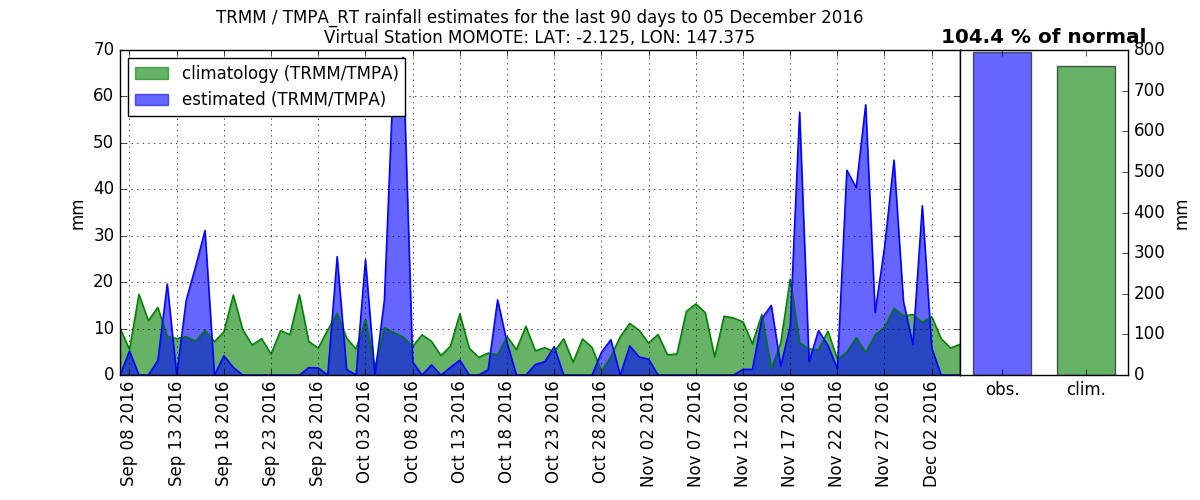 TRMM / TMPA_RT rainfall estimates for the last 90 days to 05 December 2016
Virtual Station MOMOTE: LAT: -2.125, LON: 147.375
104.4 % of normal
climatology (TRMM/TMPA)
estimated (TRMM/TMPA)
70
60
50
40
30
20
10
0
mm
800
700
600
500
400
300
200
100
0
mm
obs.
clim.
Sep 08 2016
Sep 13 2016
Sep 18 2016
Sep 23 2016
Sep 28 2016
Oct 03 2016
Oct 08 2016
Oct 13 2016
Oct 18 2016
Oct 23 2016
Oct 28 2016
Nov 02 2016
Nov 07 2016
Nov 12 2016
Nov 17 2016
Nov 22 2016
Nov 27 2016
Dec 02 2016